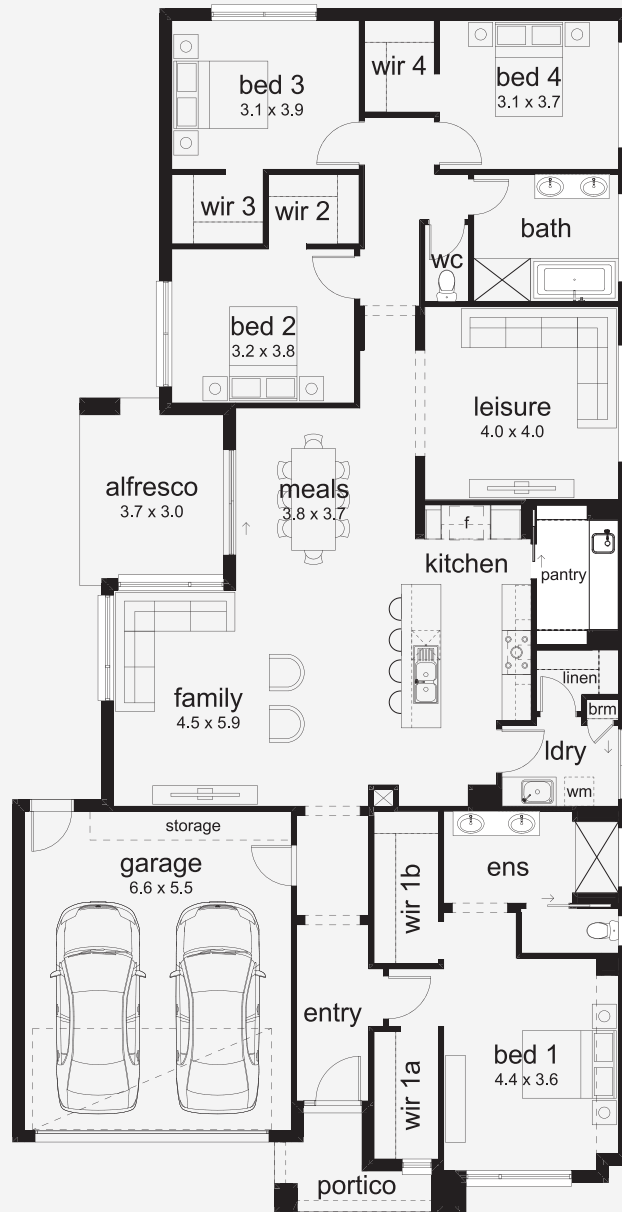 bed 3
3.1 x 3.9
wir 4
bed 4
3.1 x 3.7
wir 3
wir 2
bath
wc
bed 2
3.2 x 3.8
leisure
4.0 x 4.0
alfresco
3.7 x 3.0
meals
3.8 x 3.7
f
kitchen
pantry
family
4.5 x 5.9
linen
brm
ldry
wm
storage
garage
6.6 x 5.5
wir 1b
ens
entry
wir 1a
bed 1
4.4 x 3.6
portico